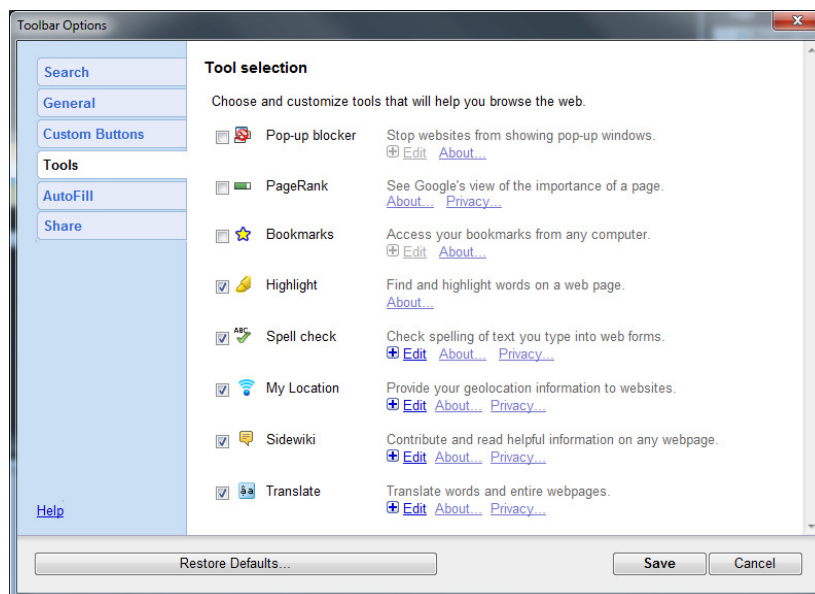 Toolbar Options
Search
General
Custom Buttons
Tools
AutoFill
Share
Help
Tool selection
Choose and customize tools that will help you browse the web.
Pop-up blocker Stop websites from showing pop-up windows.
Edit About...
PageRank See Google's view of the importance of a page.
About... Privacy...
Bookmarks Access your bookmarks from any computer.
Edit About...
Highlight Find and highlight words on a web page.
About...
ABC Spell check Check spelling of text you type into web forms.
Edit About... Privacy...
My Location Provide your geolocation information to websites.
Edit About... Privacy...
Sidewiki Contribute and read helpful information on any webpage.
Edit About... Privacy...
Translate Translate words and entire webpages.
Edit About... Privacy...
Restore Defaults... Save Cancel